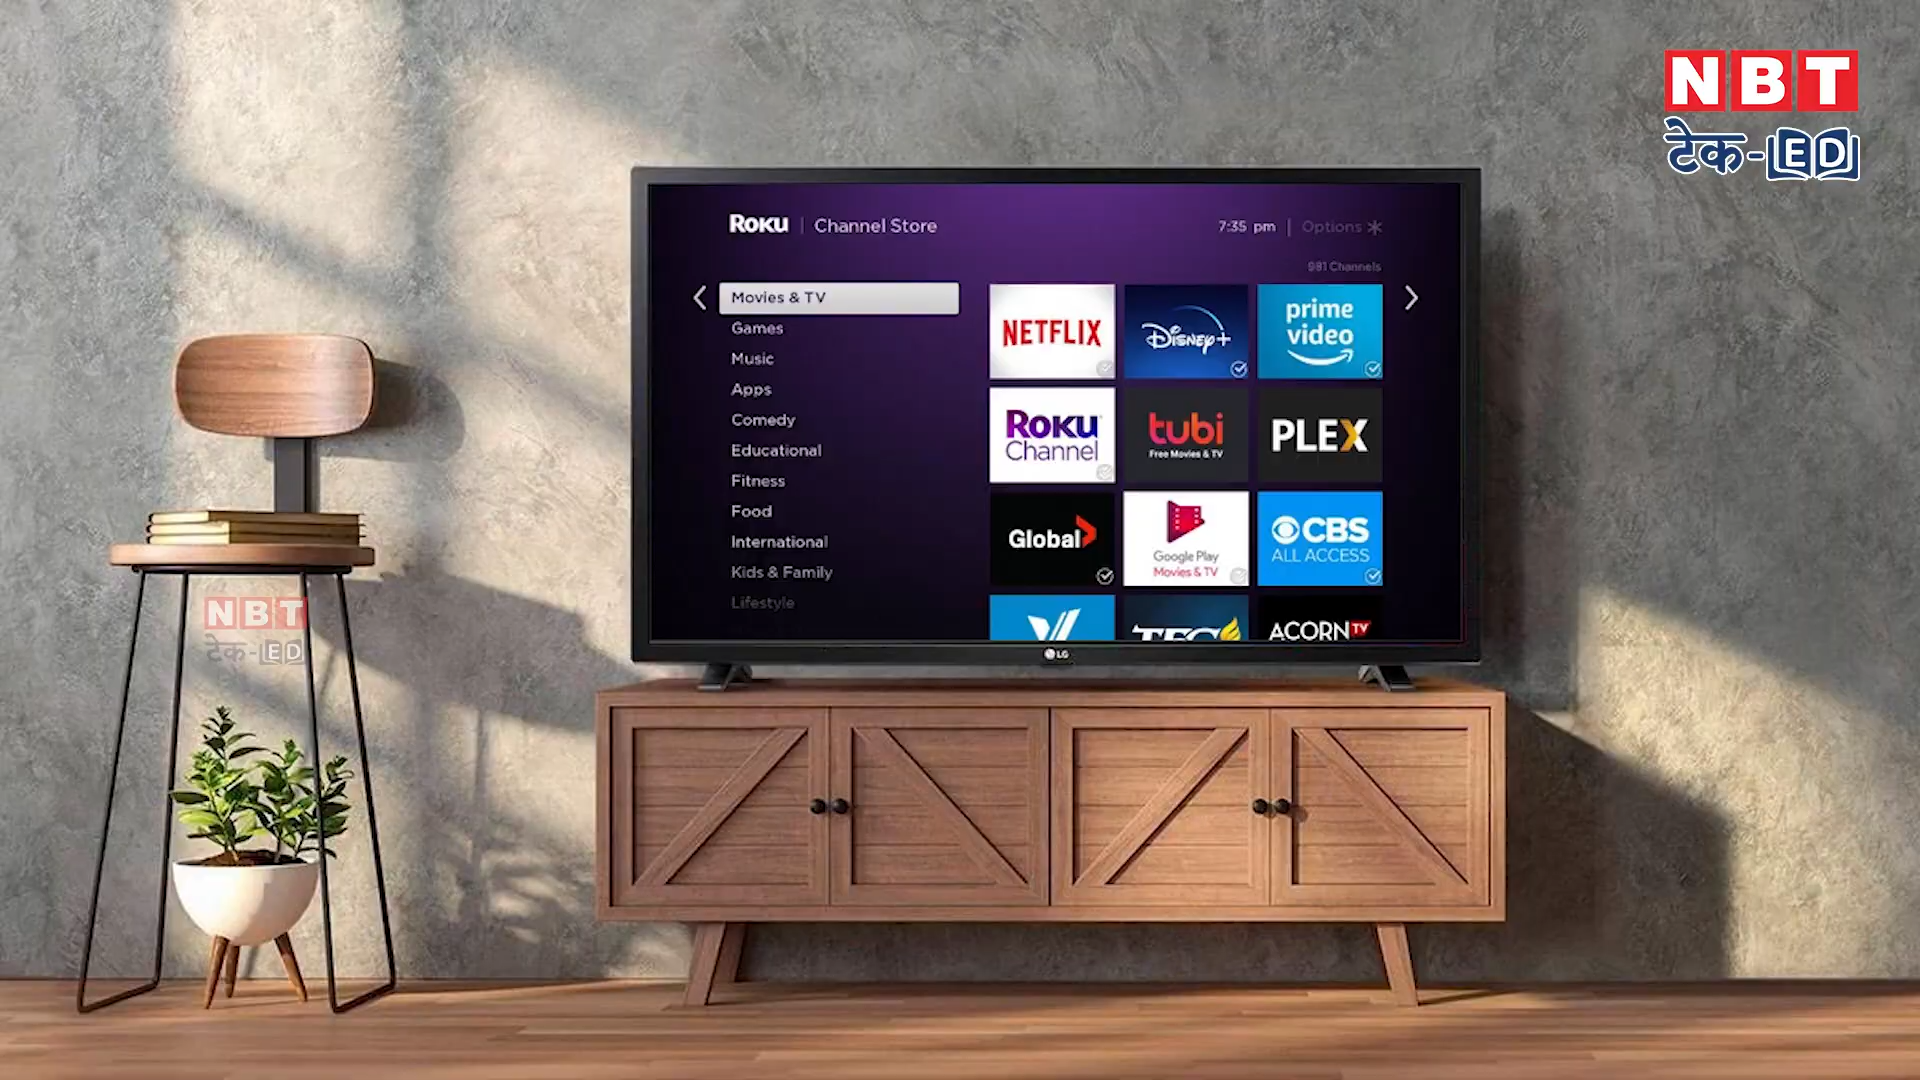 NBT
टेक-ED
Roku | Channel Store
7:35 pm | Options
981 Channels
Movies & TV
Games
Music
Apps
Comedy
Educational
Fitness
Food
International
Kids & Family
Lifestyle
NETFLIX
Disney+
prime
video
Roku
Channel
tubi
Free Movies & TV
PLEX
Global
Google Play
Movies & TV
CBS
ALL ACCESS
ACORN TV
LG
NBT
टेक-ED